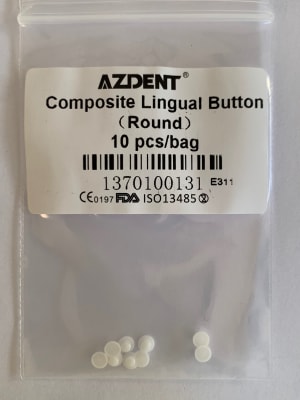 AZDENT®
Composite Lingual Button
（Round）
10 pcs/bag
1370100131 E311
CE0197 FDA ISO13485